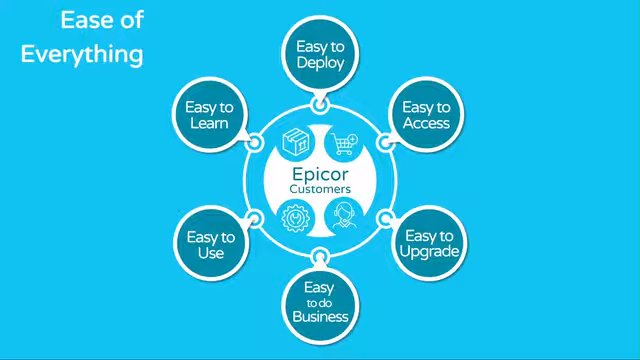 Ease of
Everything
Easy to
Deploy
Easy to
Learn
Easy to
Access
Epicor
Customers
Easy to
Use
Easy to
Upgrade
Easy
to do
Business